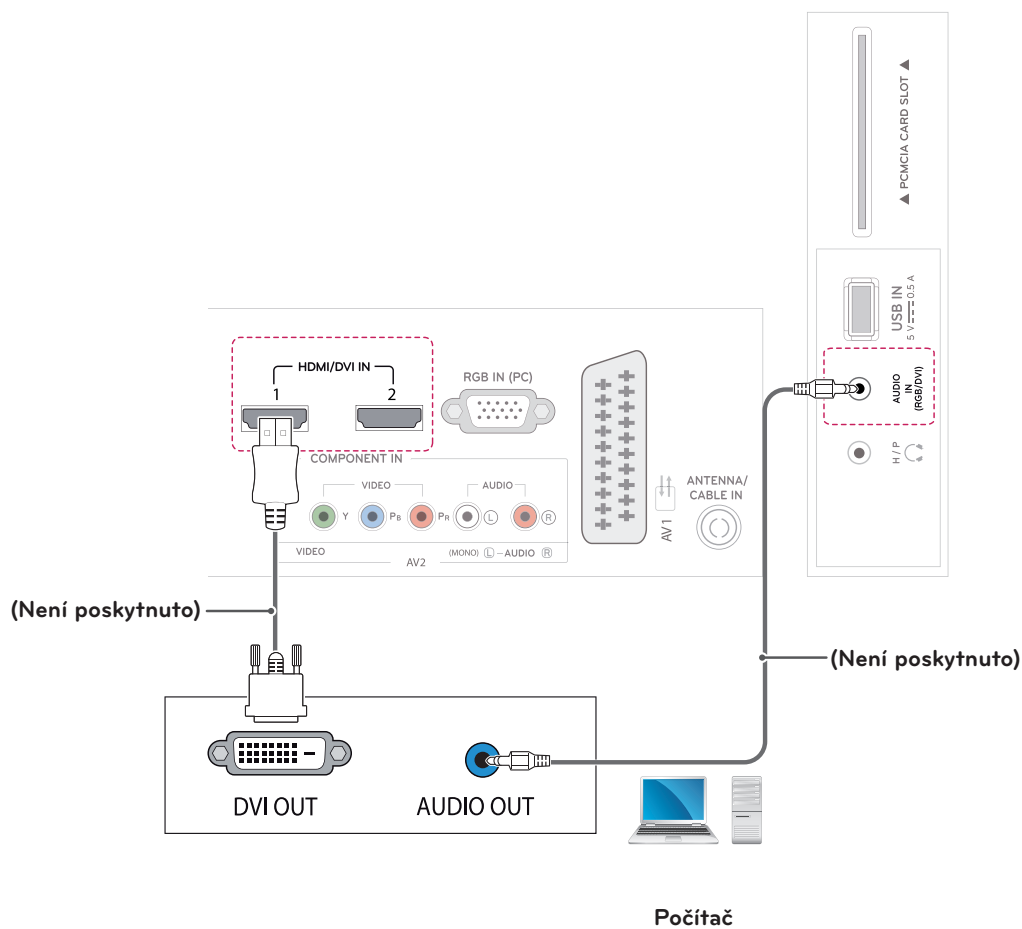 ▲ PCMCIA CARD SLOT ▲
USB IN
5 V 0.5 A
AUDIO
IN
(RGB/DVI)
H / P
HDMI/DVI IN
1
2
RGB IN (PC)
COMPONENT IN
VIDEO
AUDIO
Y
PB
PR
L
R
VIDEO
(MONO) L – AUDIO R
AV2
AV1
ANTENNA/
CABLE IN
(Není poskytnuto)
(Není poskytnuto)
DVI OUT
AUDIO OUT
Počítač